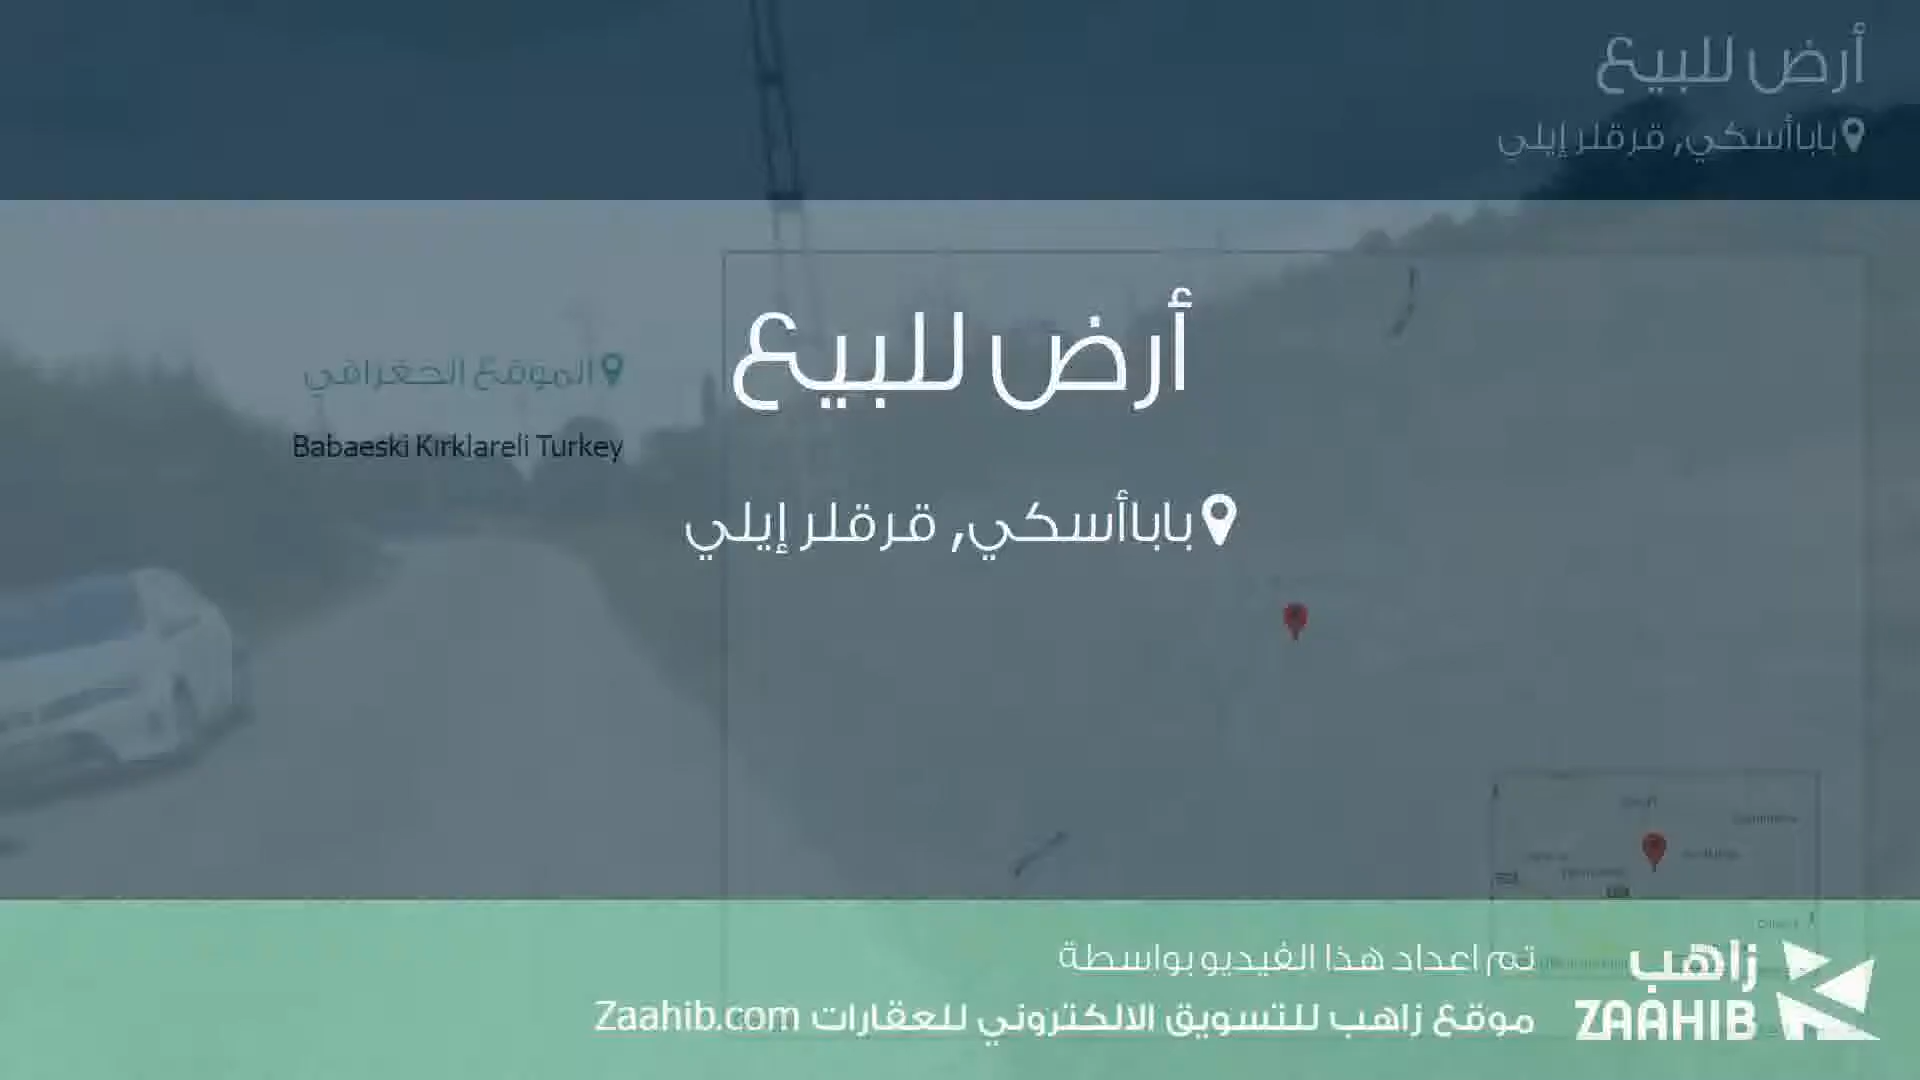 أرض للبيع
باباأسكي, قرقلر إيلي
أرض للبيع
الموقع الجغرافي
Babaeski Kırklareli Turkey
باباأسكي, قرقلر إيلي
تم اعداد هذا الفيديو بواسطة
موقع زاهب للتسويق الالكتروني للعقارات Zaahib.com
زاهب
ZAAHIB